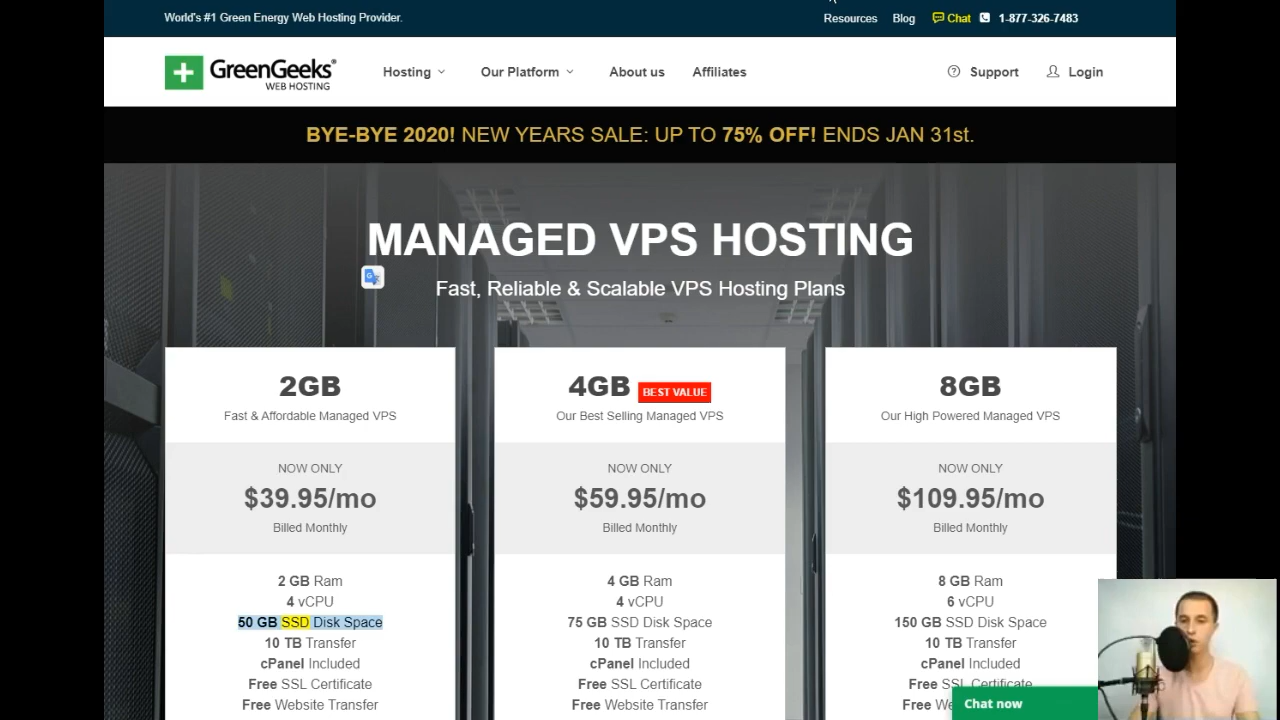 World's #1 Green Energy Web Hosting Provider.
Resources Blog Chat 1-877-326-7483
GreenGeeks®
WEB HOSTING
Hosting Our Platform About us Affiliates Support Login
BYE-BYE 2020! NEW YEARS SALE: UP TO 75% OFF! ENDS JAN 31st.
MANAGED VPS HOSTING
Fast, Reliable & Scalable VPS Hosting Plans
2GB
Fast & Affordable Managed VPS
NOW ONLY
$39.95/mo
Billed Monthly
2 GB Ram
4 vCPU
50 GB SSD Disk Space
10 TB Transfer
cPanel Included
Free SSL Certificate
Free Website Transfer
4GB BEST VALUE
Our Best Selling Managed VPS
NOW ONLY
$59.95/mo
Billed Monthly
4 GB Ram
4 vCPU
75 GB SSD Disk Space
10 TB Transfer
cPanel Included
Free SSL Certificate
Free Website Transfer
8GB
Our High Powered Managed VPS
NOW ONLY
$109.95/mo
Billed Monthly
8 GB Ram
6 vCPU
150 GB SSD Disk Space
10 TB Transfer
cPanel Included
Free SSL Certificate
Free
Chat now